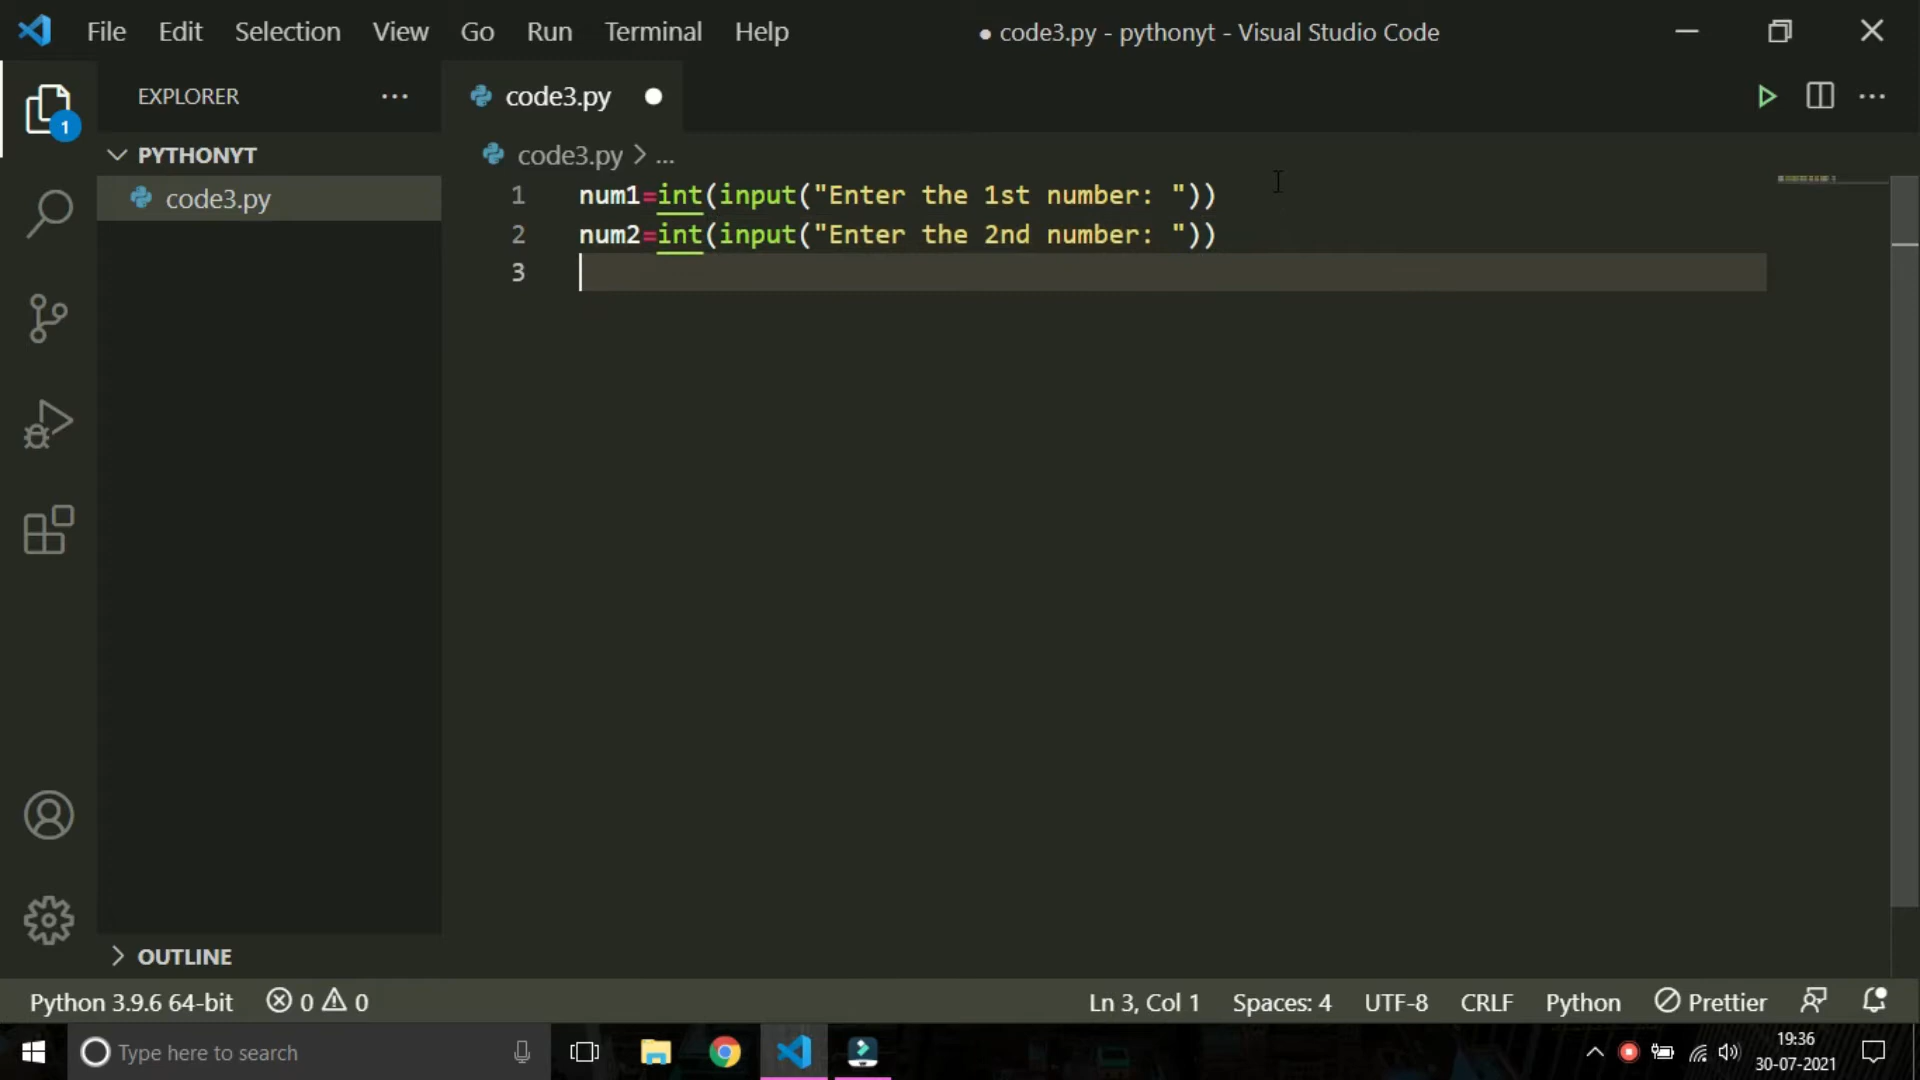 File Edit Selection View Go Run Terminal Help ● code3.py - pythonyt - Visual Studio Code
EXPLORER ··· code3.py ●
1
PYTHONYT
code3.py
code3.py > ...
1 num1=int(input("Enter the 1st number: "))
2 num2=int(input("Enter the 2nd number: "))
3
OUTLINE
Python 3.9.6 64-bit 0 0 Ln 3, Col 1 Spaces: 4 UTF-8 CRLF Python Prettier
Type here to search 19:36
30-07-2021